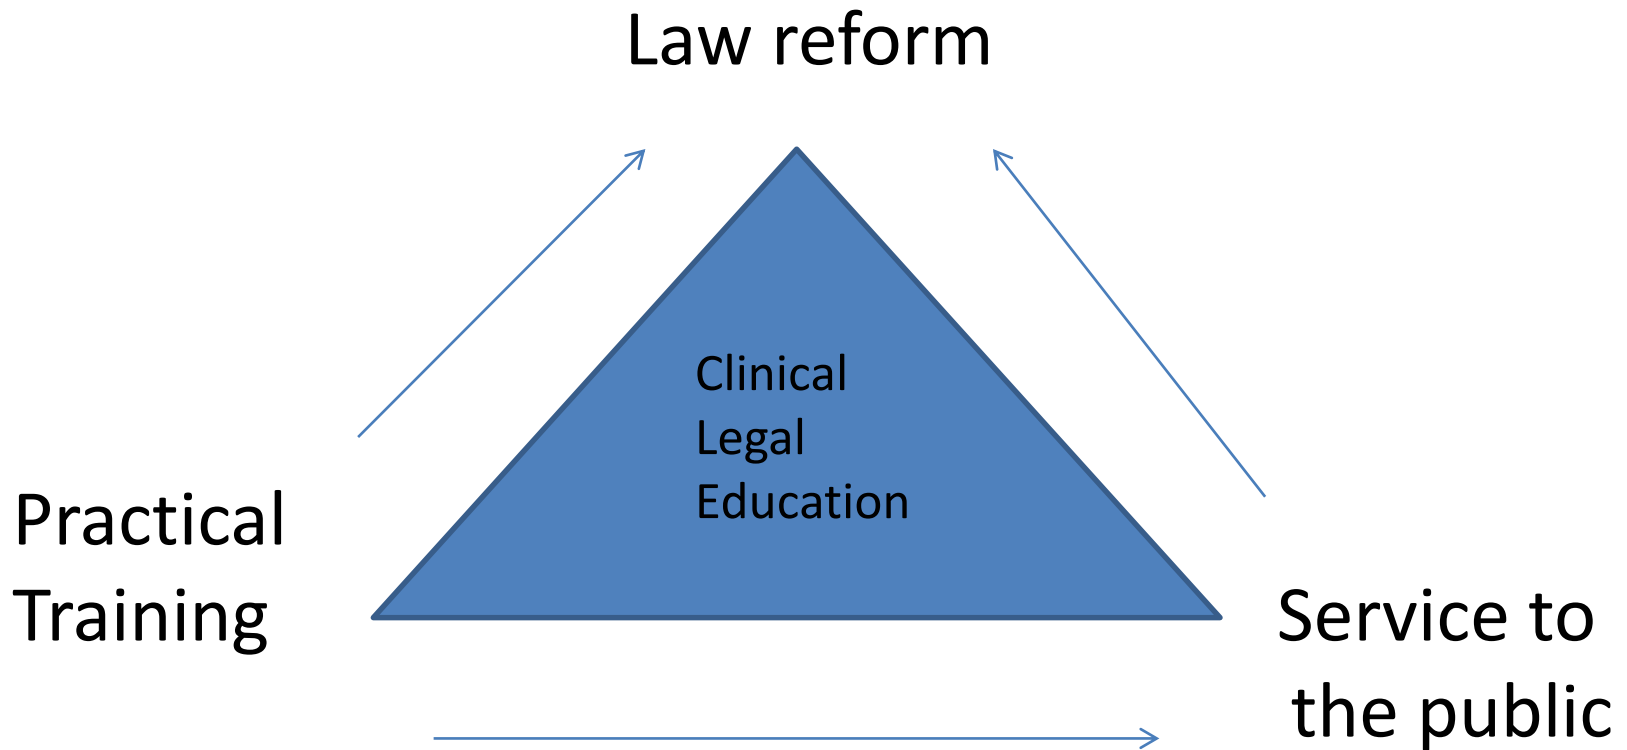 Law reform
Clinical
Legal
Education
Practical
Training
Service to
the public